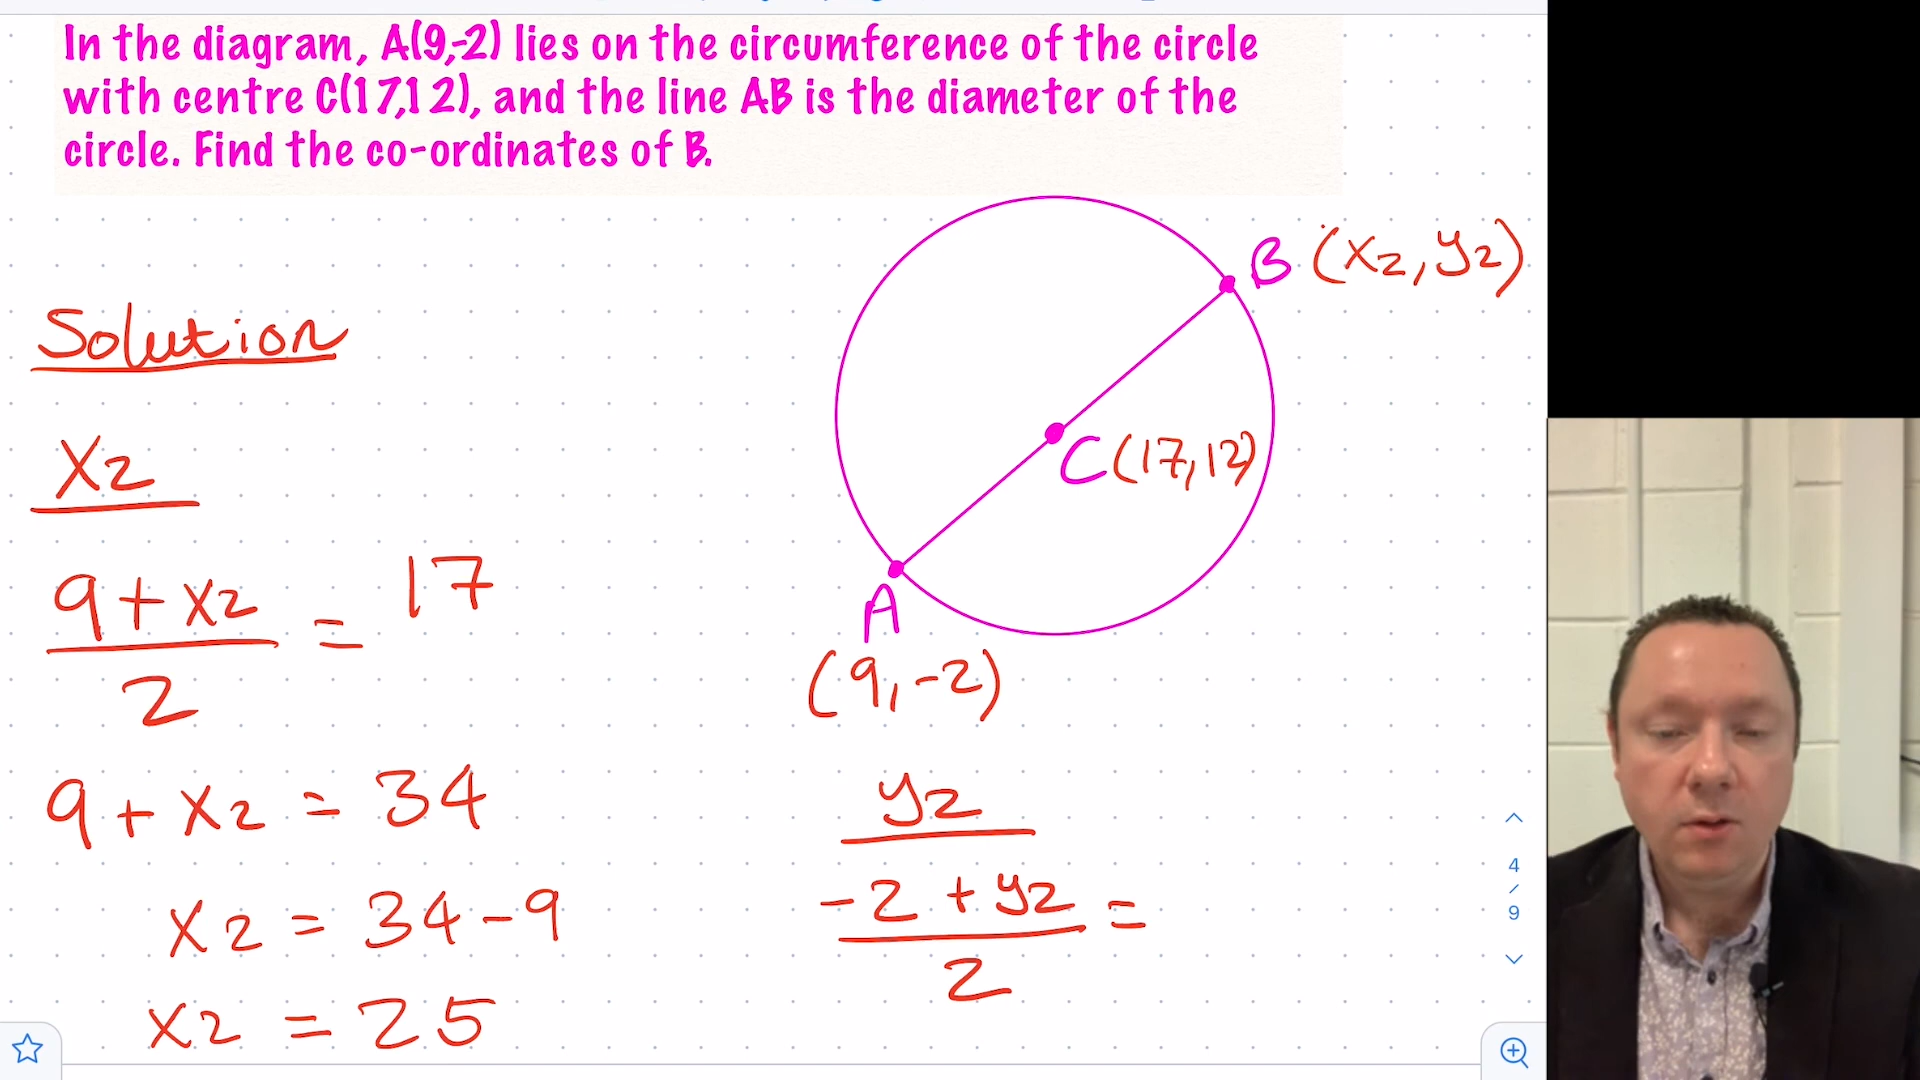 In the diagram, A(9,-2) lies on the circumference of the circle
with centre C(17,12), and the line AB is the diameter of the
circle. Find the co-ordinates of B.
B (x2, y2)
Solution
C (17,12)
A
(9,-2)
x2
9 + x2 = 17
2
9 + x2 = 34
x2 = 34 - 9
x2 = 25
y2
-2 + y2 =
2
4
/
9